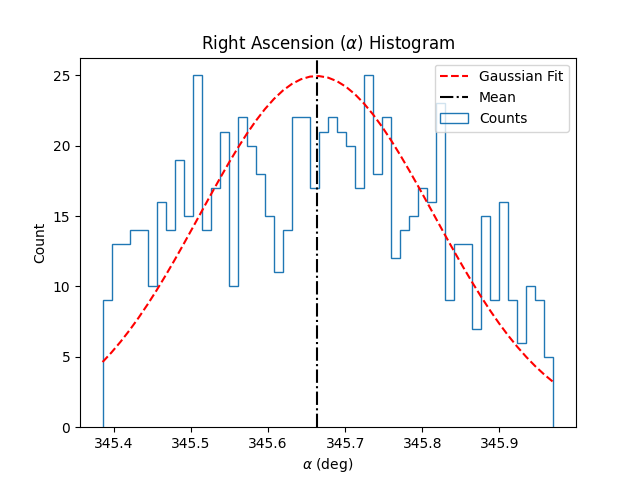 Right Ascension (α) Histogram
Gaussian Fit
Mean
Counts
Count
25
20
15
10
5
0
345.4 345.5 345.6 345.7 345.8 345.9
α (deg)